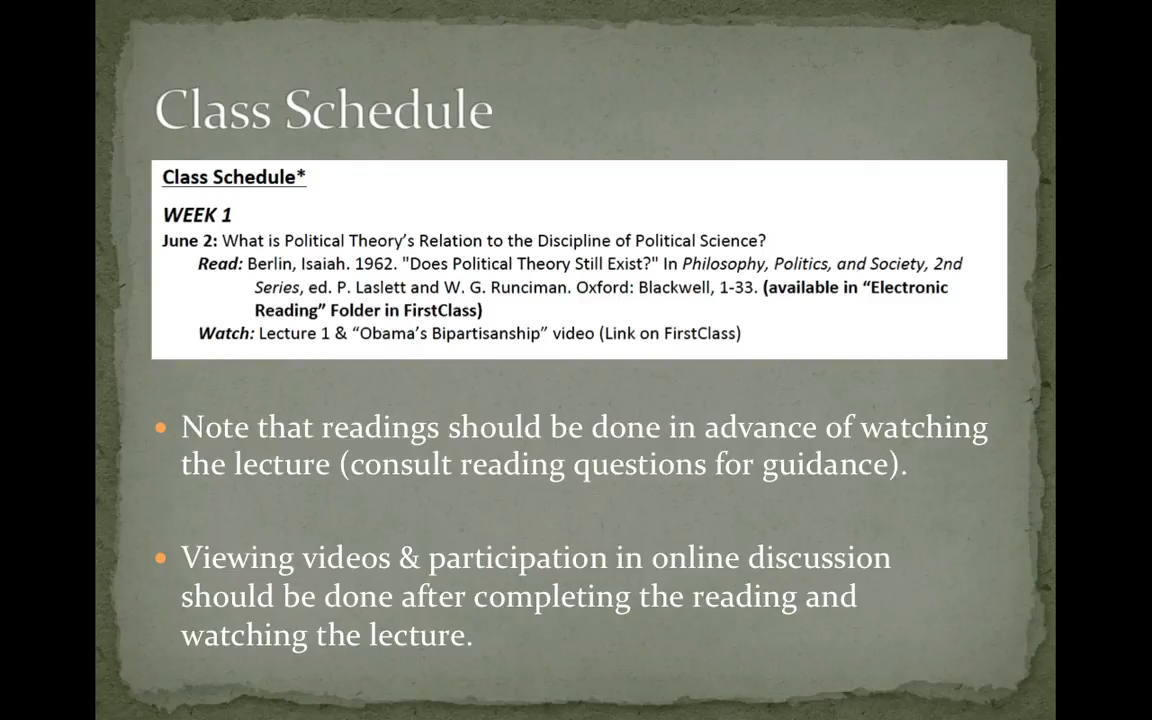 Class Schedule
Class Schedule*
WEEK 1
June 2: What is Political Theory's Relation to the Discipline of Political Science?
Read: Berlin, Isaiah. 1962. "Does Political Theory Still Exist?" In Philosophy, Politics, and Society, 2nd
Series, ed. P. Laslett and W. G. Runciman. Oxford: Blackwell, 1-33. (available in “Electronic
Reading” Folder in FirstClass)
Watch: Lecture 1 & “Obama’s Bipartisanship” video (Link on FirstClass)
• Note that readings should be done in advance of watching
the lecture (consult reading questions for guidance).
• Viewing videos & participation in online discussion
should be done after completing the reading and
watching the lecture.